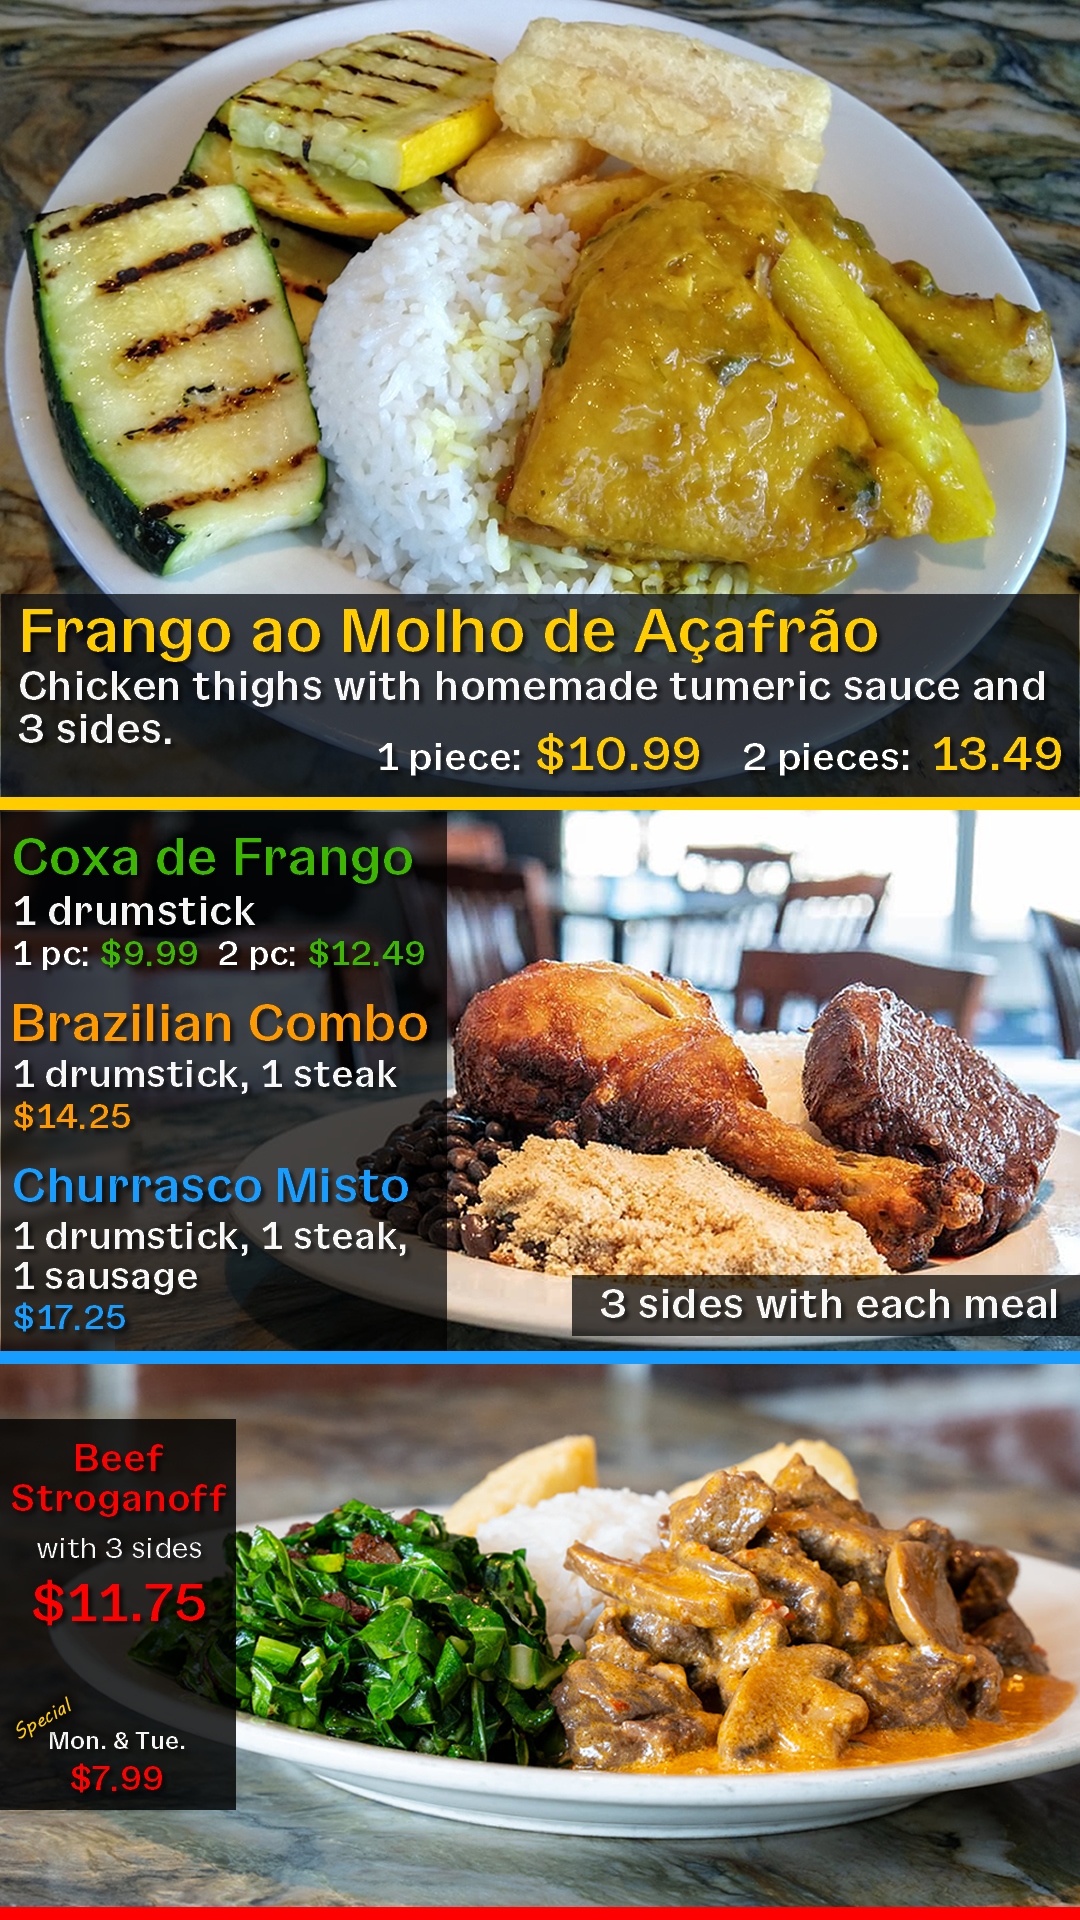 Frango ao Molho de Açafrão
Chicken thighs with homemade tumeric sauce and
3 sides.
1 piece: $10.99 2 pieces: 13.49
Coxa de Frango
1 drumstick
1 pc: $9.99 2 pc: $12.49
Brazilian Combo
1 drumstick, 1 steak
$14.25
Churrasco Misto
1 drumstick, 1 steak,
1 sausage
$17.25
3 sides with each meal
Beef
Stroganoff
with 3 sides
$11.75
Special
Mon. & Tue.
$7.99